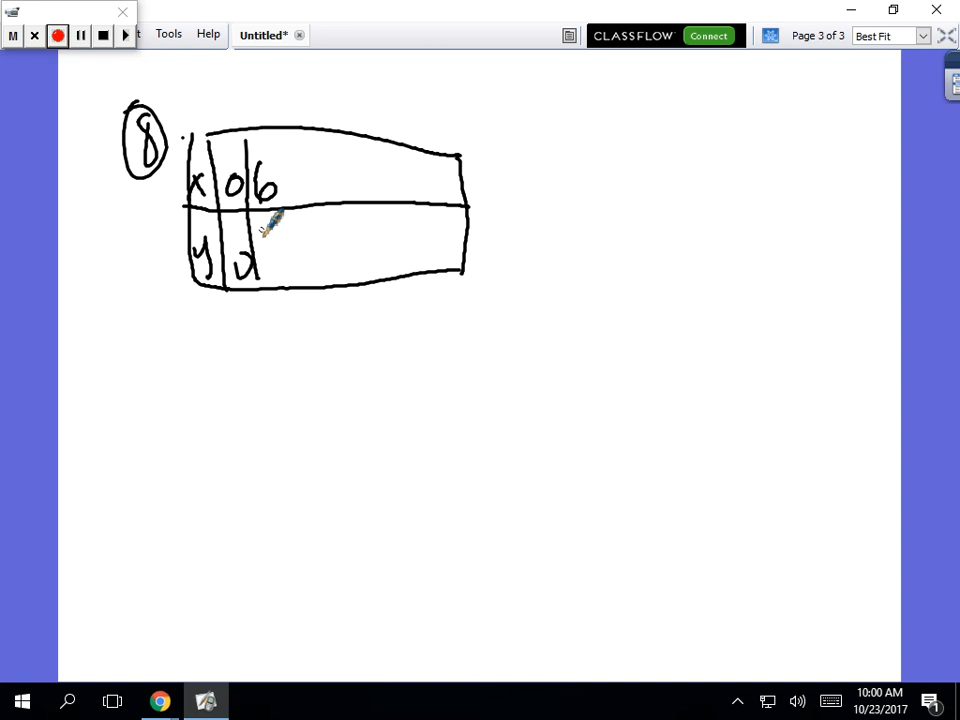 M
t Tools Help Untitled* CLASSFLOW Connect Page 3 of 3 Best Fit
8
x 0 6
y 2
10:00 AM
10/23/2017
1